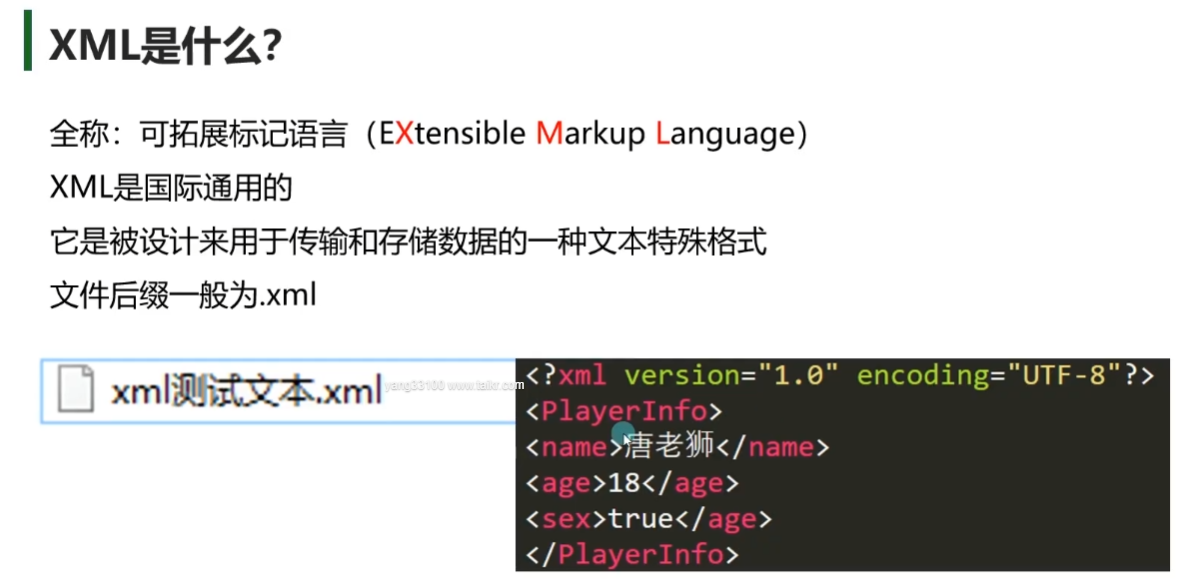 XML是什么?
全称：可拓展标记语言（EXtensible Markup Language）
XML是国际通用的
它是被设计来用于传输和存储数据的一种文本特殊格式
文件后缀一般为.xml
xml测试文本.xml
yang33100 www.taikr.com
<?xml version="1.0" encoding="UTF-8"?>
<PlayerInfo>
<name>唐老狮</name>
<age>18</age>
<sex>true</age>
</PlayerInfo>